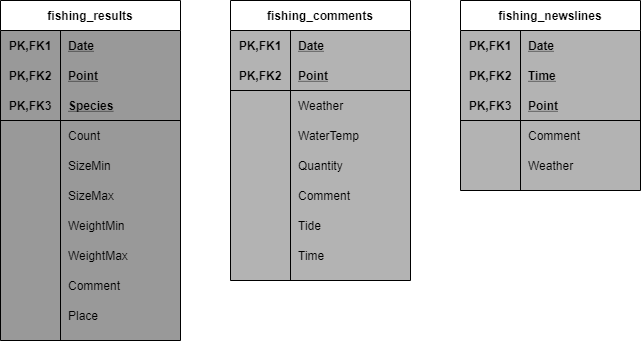 fishing_results
PK,FK1 Date
PK,FK2 Point
PK,FK3 Species
Count
SizeMin
SizeMax
WeightMin
WeightMax
Comment
Place
fishing_comments
PK,FK1 Date
PK,FK2 Point
Weather
WaterTemp
Quantity
Comment
Tide
Time
fishing_newslines
PK,FK1 Date
PK,FK2 Time
PK,FK3 Point
Comment
Weather